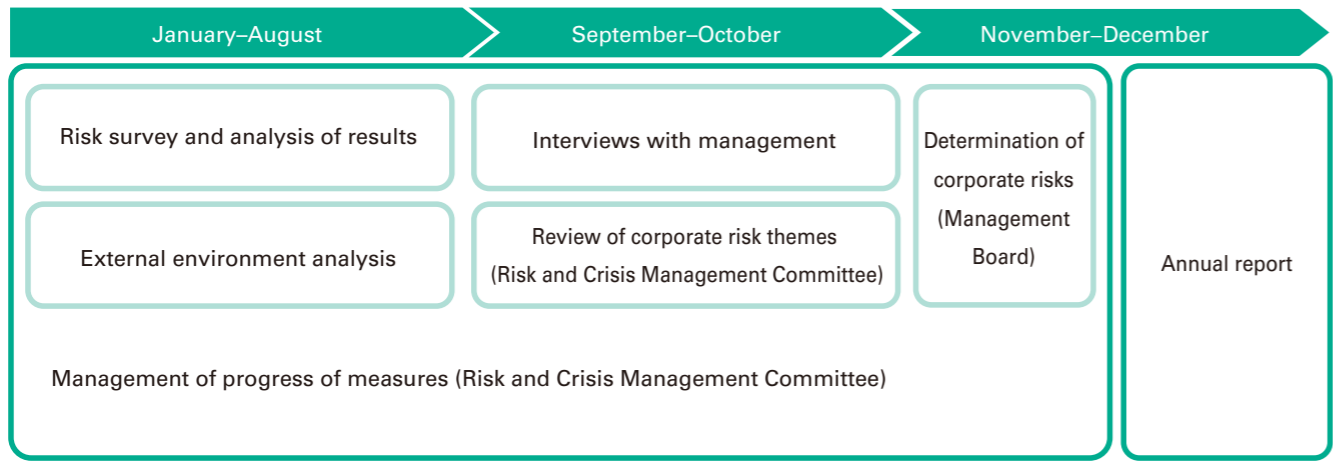 January–August
September–October
November–December
Risk survey and analysis of results
External environment analysis
Interviews with management
Review of corporate risk themes
(Risk and Crisis Management Committee)
Determination of
corporate risks
(Management
Board)
Management of progress of measures (Risk and Crisis Management Committee)
Annual report